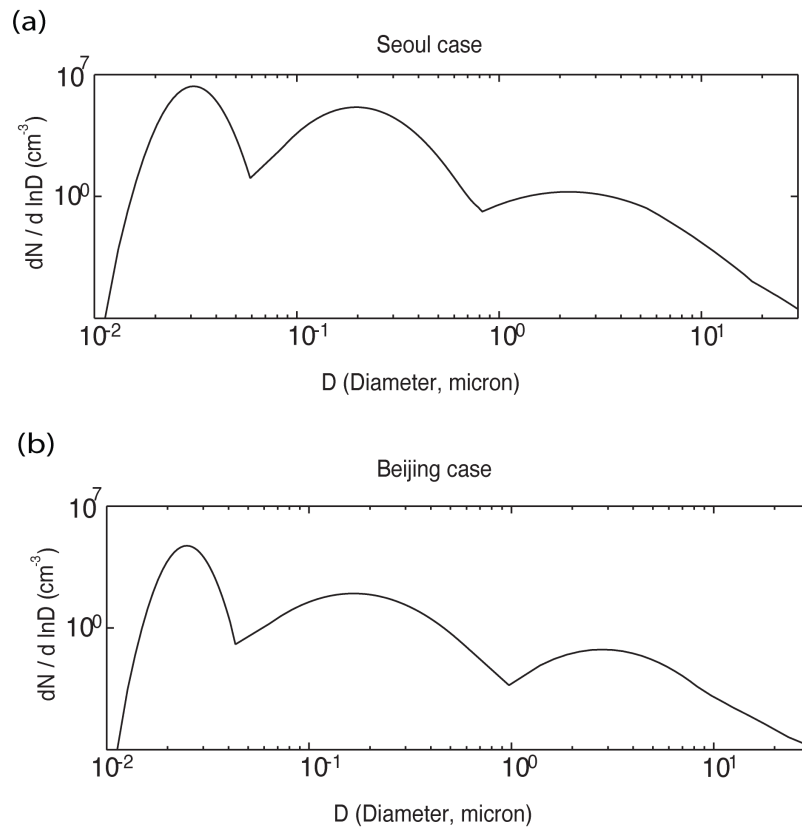 (a)
Seoul case
10^7
10^0
dN / d lnD (cm^-3)
10^-2 10^-1 10^0 10^1
D (Diameter, micron)
(b)
Beijing case
10^7
10^0
dN / d lnD (cm^-3)
10^-2 10^-1 10^0 10^1
D (Diameter, micron)